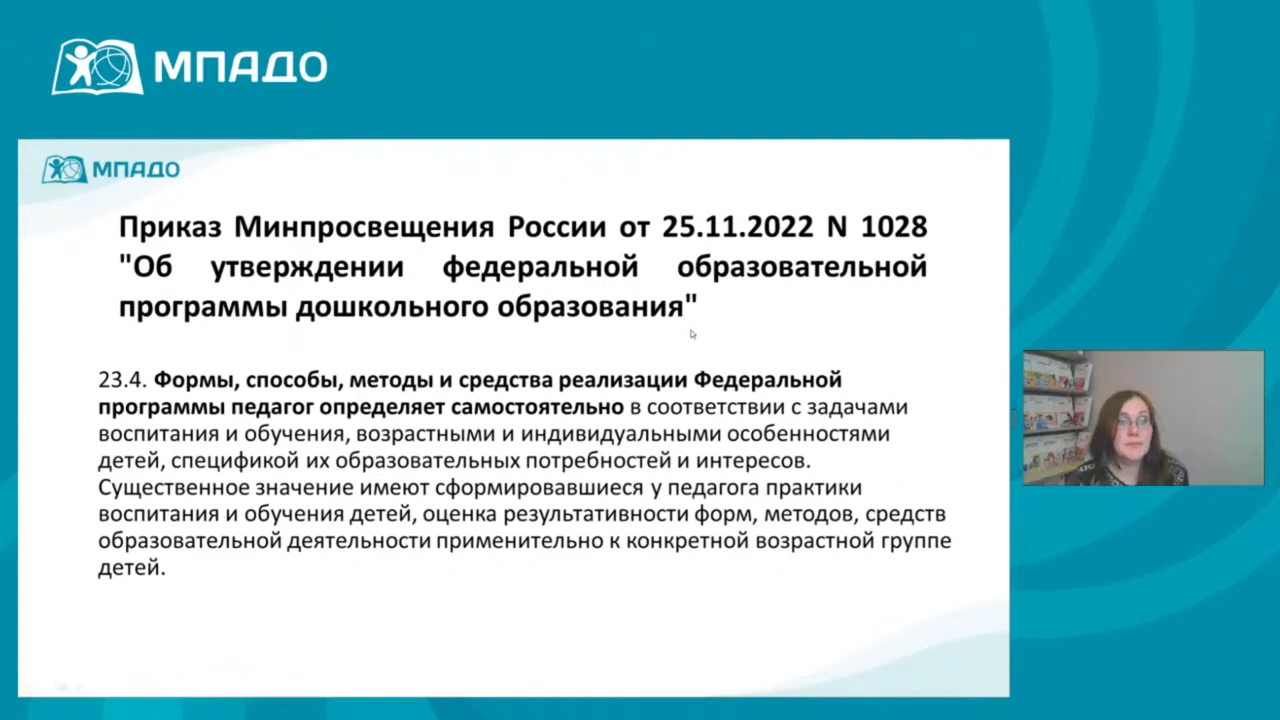 МПАДО
МПАДО
Приказ Минпросвещения России от 25.11.2022 N 1028
"Об утверждении федеральной образовательной
программы дошкольного образования"
23.4. Формы, способы, методы и средства реализации Федеральной
программы педагог определяет самостоятельно в соответствии с задачами
воспитания и обучения, возрастными и индивидуальными особенностями
детей, спецификой их образовательных потребностей и интересов.
Существенное значение имеют сформировавшиеся у педагога практики
воспитания и обучения детей, оценка результативности форм, методов, средств
образовательной деятельности применительно к конкретной возрастной группе
детей.